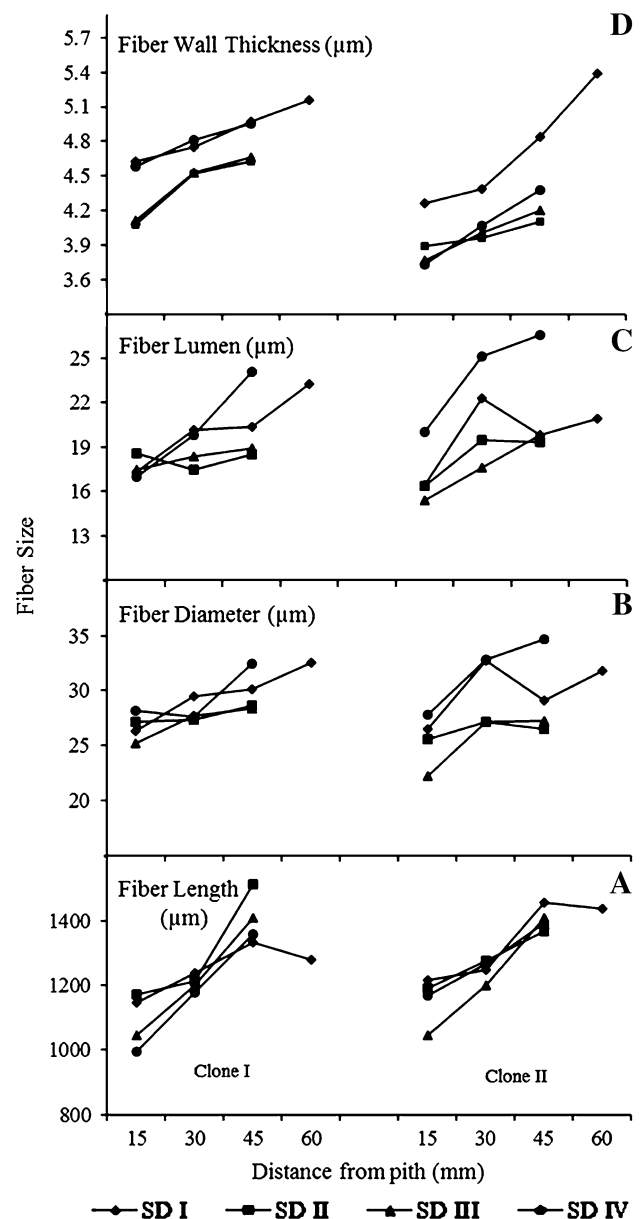 D
Fiber Wall Thickness (µm)
5.7
5.4
5.1
4.8
4.5
4.2
3.9
3.6
C
Fiber Lumen (µm)
25
22
19
16
13
Fiber Size
B
Fiber Diameter (µm)
35
30
25
20
A
Fiber Length
(µm)
1400
1200
1000
800
Clone I
Clone II
15 30 45 60 15 30 45 60
Distance from pith (mm)
SD I SD II SD III SD IV